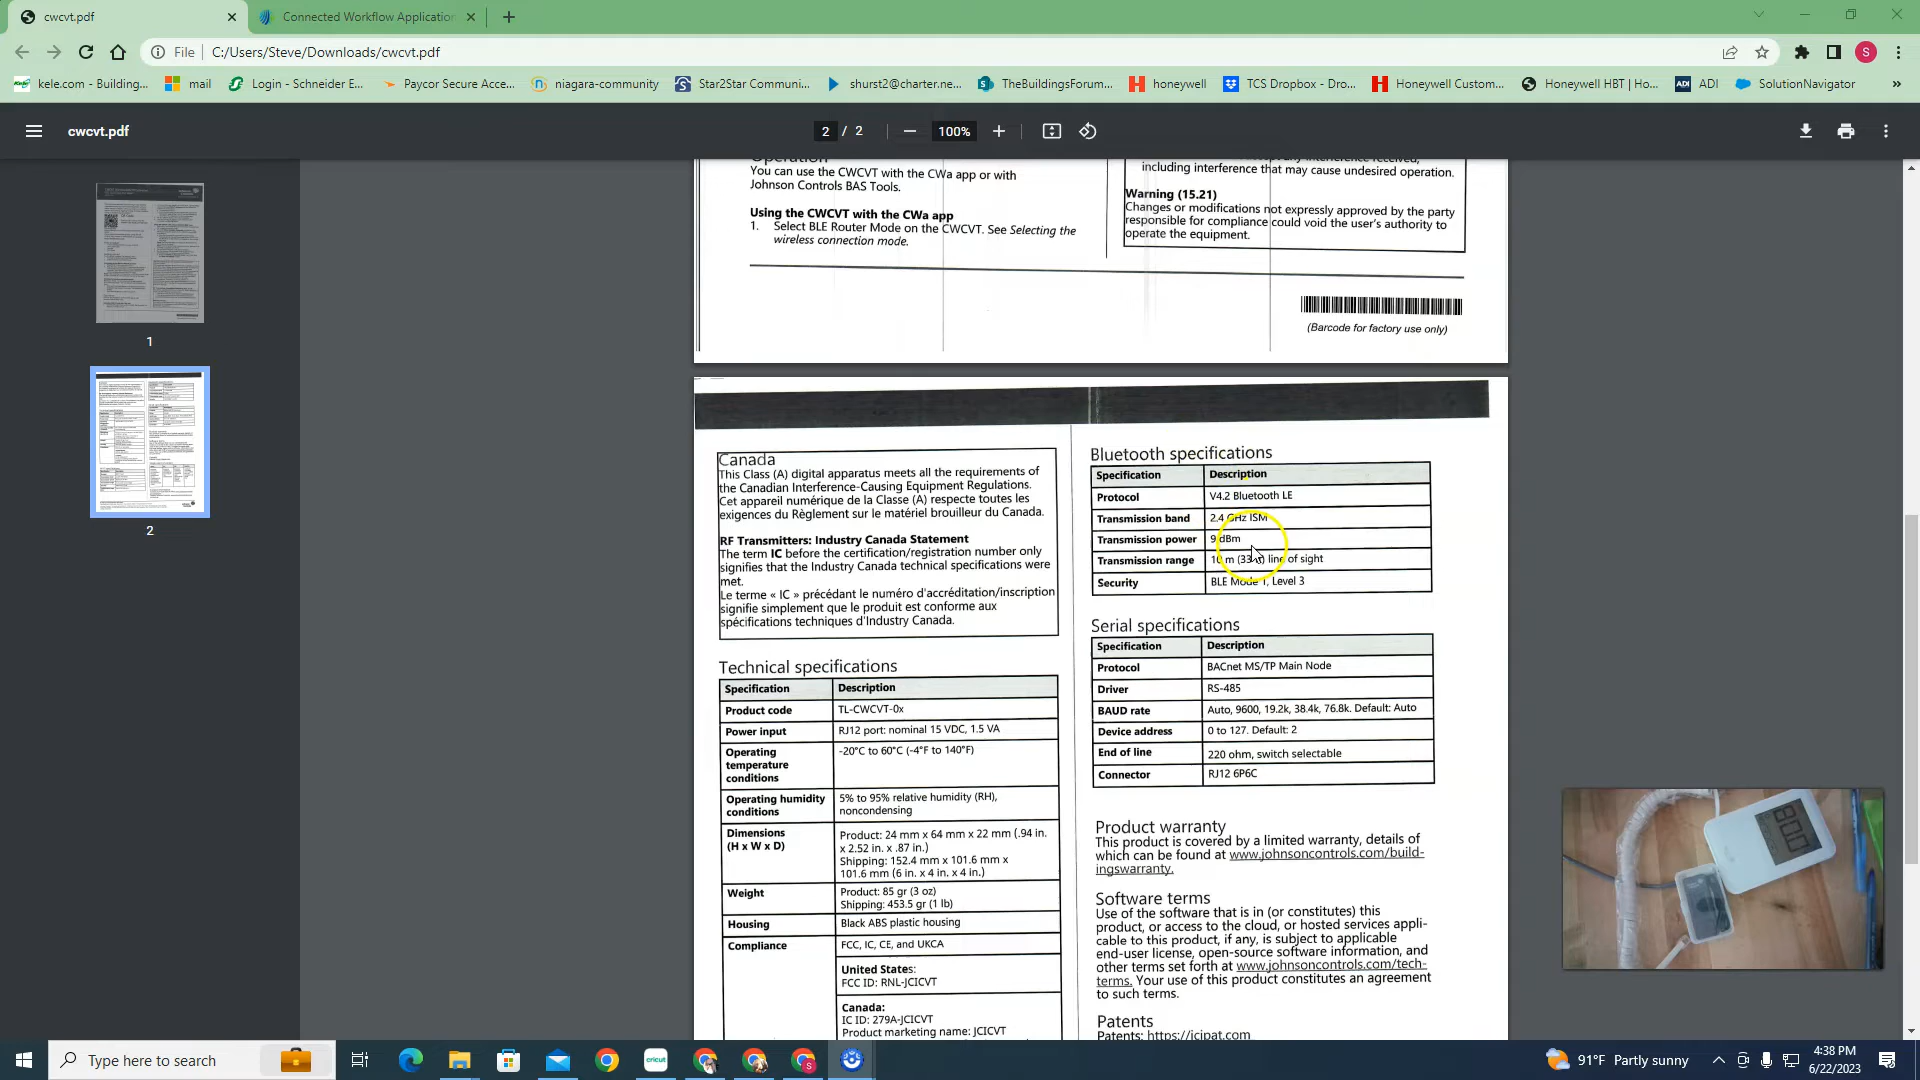 cwcvt.pdf
Connected Workflow Application
File
C:/Users/Steve/Downloads/cwcvt.pdf
S
kele.com - Building...
mail
Login - Schneider E...
Paycor Secure Acce...
niagara-community
Star2Star Communi...
shurst2@charter.ne...
TheBuildingsForum...
honeywell
TCS Dropbox - Dro...
Honeywell Custom...
Honeywell HBT | Ho...
ADI
SolutionNavigator
cwcvt.pdf
2 / 2
100%
1
2
Operation
You can use the CWCVT with the CWa app or with
Johnson Controls BAS Tools.
Using the CWCVT with the CWa app
1. Select BLE Router Mode on the CWCVT. See Selecting the
wireless connection mode.
including interference that may cause undesired operation.
Warning (15.21)
Changes or modifications not expressly approved by the party
responsible for compliance could void the user's authority to
operate the equipment.
(Barcode for factory use only)
Canada
This Class (A) digital apparatus meets all the requirements of
the Canadian Interference-Causing Equipment Regulations.
Cet appareil numérique de la Classe (A) respecte toutes les
exigences du Règlement sur le matériel brouilleur du Canada.
RF Transmitters: Industry Canada Statement
The term IC before the certification/registration number only
signifies that the Industry Canada technical specifications were
met.
Le terme « IC » précédant le numéro d'accréditation/inscription
signifie simplement que le produit est conforme aux
spécifications techniques d'Industry Canada.
Technical specifications
Specification Description
Product code TL-CWCVT-0x
Power input RJ12 port: nominal 15 VDC, 1.5 VA
Operating temperature conditions -20°C to 60°C (-4°F to 140°F)
Operating humidity conditions 5% to 95% relative humidity (RH), noncondensing
Dimensions (H x W x D) Product: 24 mm x 64 mm x 22 mm (.94 in.
x 2.52 in. x .87 in.)
Shipping: 152.4 mm x 101.6 mm x
101.6 mm (6 in. x 4 in. x 4 in.)
Weight Product: 85 gr (3 oz)
Shipping: 453.5 gr (1 lb)
Housing Black ABS plastic housing
Compliance FCC, IC, CE, and UKCA
United States:
FCC ID: RNL-JCICVT
Canada:
IC ID: 279A-JCICVT
Product marketing name: JCICVT
Bluetooth specifications
Specification Description
Protocol V4.2 Bluetooth LE
Transmission band 2.4 GHz ISM
Transmission power 9 dBm
Transmission range 10 m (33 ft) line of sight
Security BLE Mode 1, Level 3
Serial specifications
Specification Description
Protocol BACnet MS/TP Main Node
Driver RS-485
BAUD rate Auto, 9600, 19.2k, 38.4k, 76.8k. Default: Auto
Device address 0 to 127. Default: 2
End of line 220 ohm, switch selectable
Connector RJ12 6P6C
Product warranty
This product is covered by a limited warranty, details of
which can be found at www.johnsoncontrols.com/build-
ingswarranty.
Software terms
Use of the software that is in (or constitutes) this
product, or access to the cloud, or hosted services appli-
cable to this product, if any, is subject to applicable
end-user license, open-source software information, and
other terms set forth at www.johnsoncontrols.com/tech-
terms. Your use of this product constitutes an agreement
to such terms.
Patents
Patents: https://jcipat.com
Type here to search
cricut
91°F Partly sunny
4:38 PM
6/22/2023